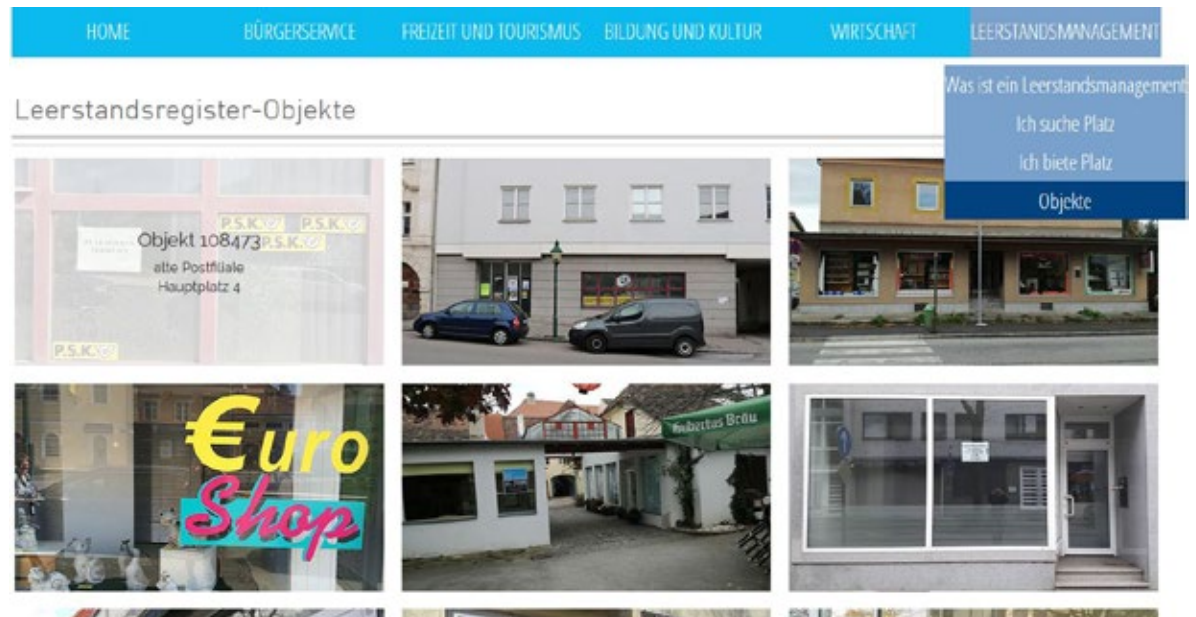 HOME
BÜRGERSERVICE
FREIZEIT UND TOURISMUS
BILDUNG UND KULTUR
WIRTSCHAFT
LEERSTANDSMANAGEMENT
Was ist ein Leerstandsmanagement
Ich suche Platz
Ich biete Platz
Objekte
Leerstandsregister-Objekte
P.S.K. P.S.K.
Objekt 108473
P.S.K.
alte Postfiliale
Hauptplatz 4
P.S.K.
€uro
Shop
Hubertus Bräu